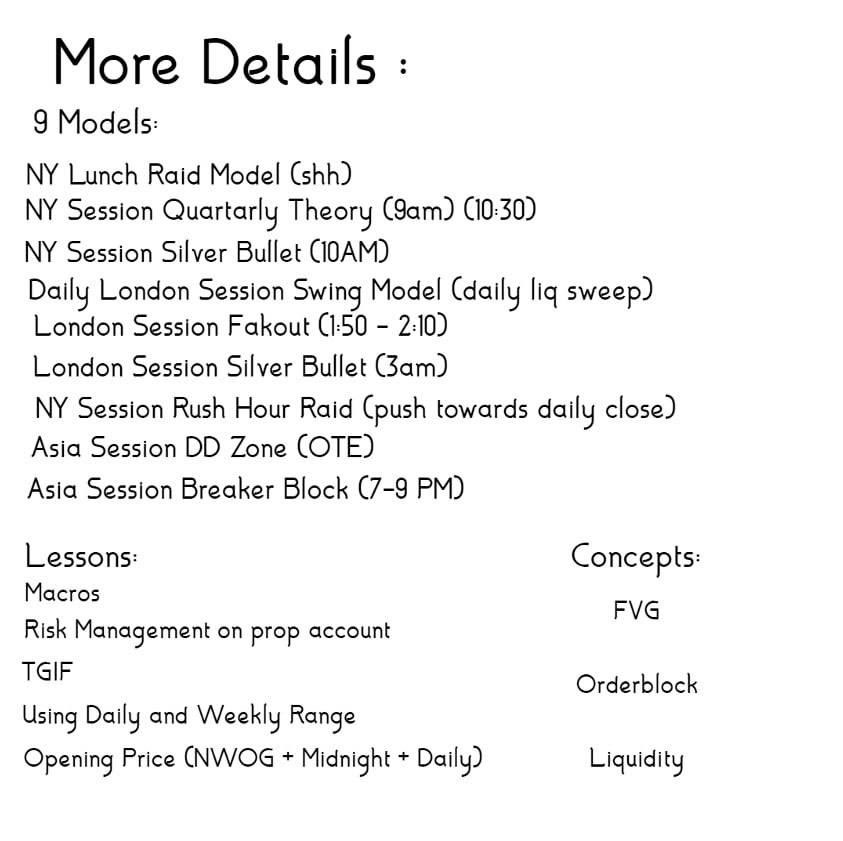 More Details :
9 Models:
NY Lunch Raid Model (shh)
NY Session Quartarly Theory (9am) (10:30)
NY Session Silver Bullet (10AM)
Daily London Session Swing Model (daily liq sweep)
London Session Fakout (1:50 - 2:10)
London Session Silver Bullet (3am)
NY Session Rush Hour Raid (push towards daily close)
Asia Session DD Zone (OTE)
Asia Session Breaker Block (7-9 PM)
Lessons:
Macros
Risk Management on prop account
TGIF
Using Daily and Weekly Range
Opening Price (NWOG + Midnight + Daily)
Concepts:
FVG
Orderblock
Liquidity